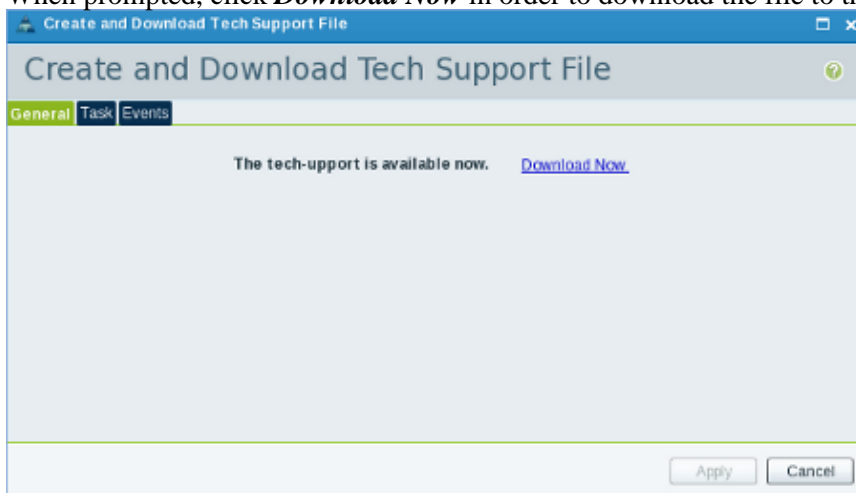 When prompted, click Download Now in order to download the file to th
Create and Download Tech Support File
Create and Download Tech Support File
General Task Events
The tech-upport is available now. Download Now
Apply Cancel